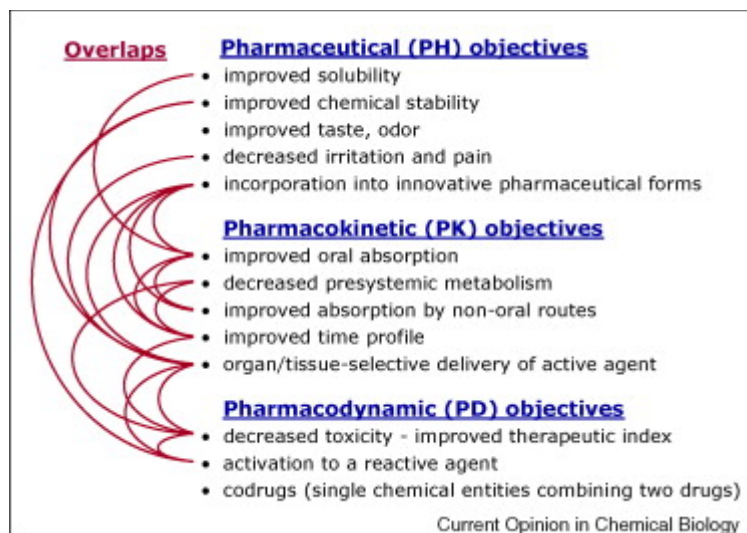 Overlaps
Pharmaceutical (PH) objectives
• improved solubility
• improved chemical stability
• improved taste, odor
• decreased irritation and pain
• incorporation into innovative pharmaceutical forms
Pharmacokinetic (PK) objectives
• improved oral absorption
• decreased presystemic metabolism
• improved absorption by non-oral routes
• improved time profile
• organ/tissue-selective delivery of active agent
Pharmacodynamic (PD) objectives
• decreased toxicity - improved therapeutic index
• activation to a reactive agent
• codrugs (single chemical entities combining two drugs)
Current Opinion in Chemical Biology